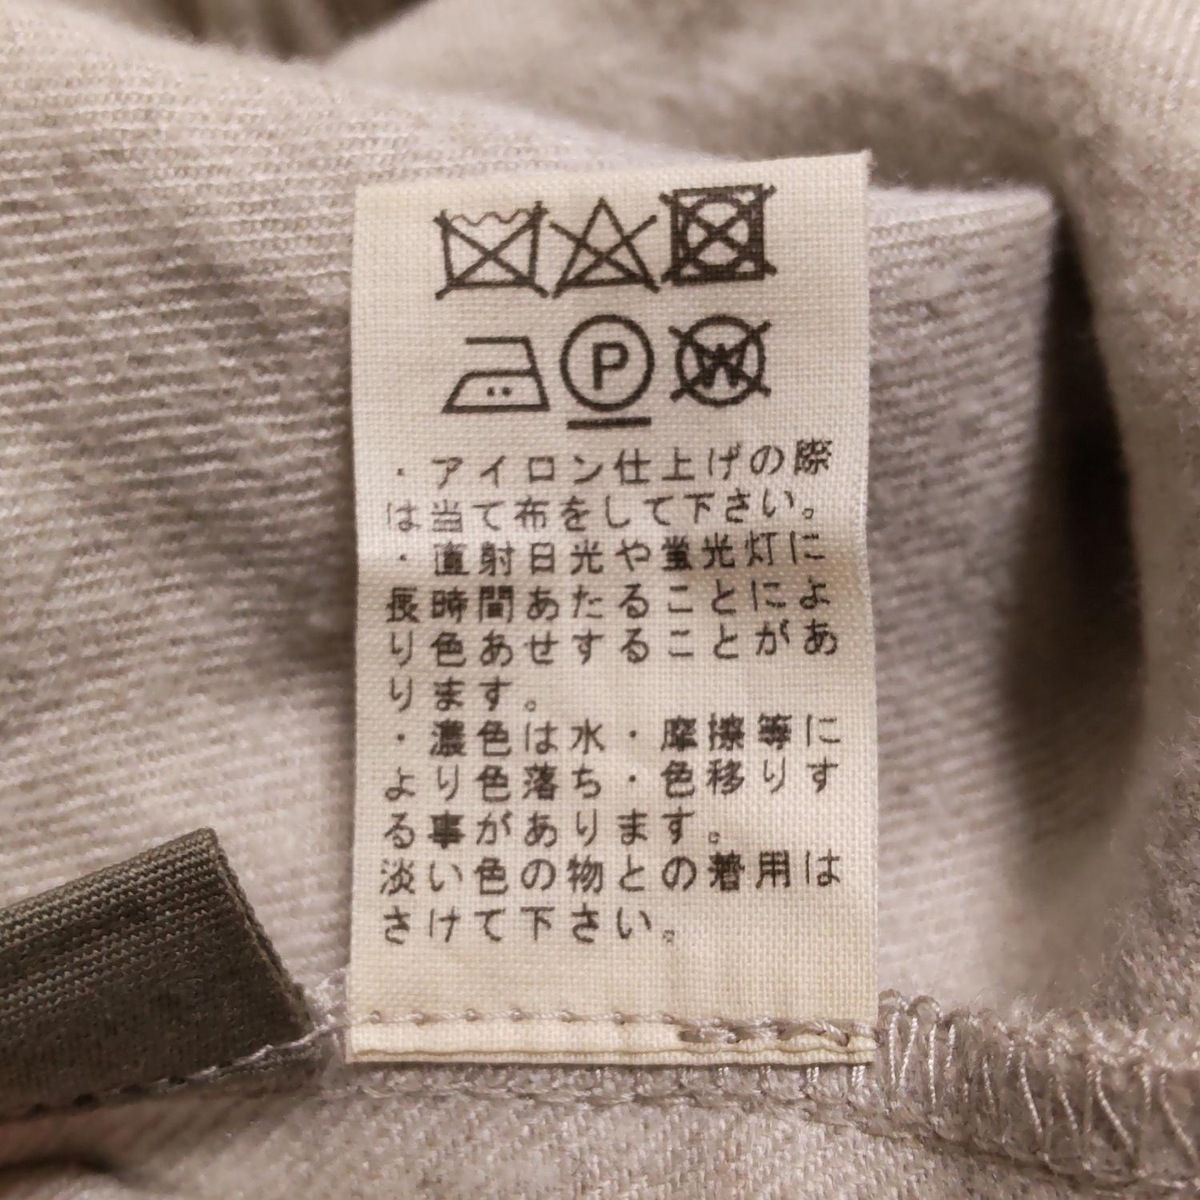 P W
・アイロン仕上げの際
は当て布をして下さい。
・直射日光や蛍光灯に
長時間あたることによ
り色あせすることがあ
ります。
・濃色は水・摩擦等に
より色落ち・色移りす
る事があります。
淡い色の物との着用は
さけて下さい。